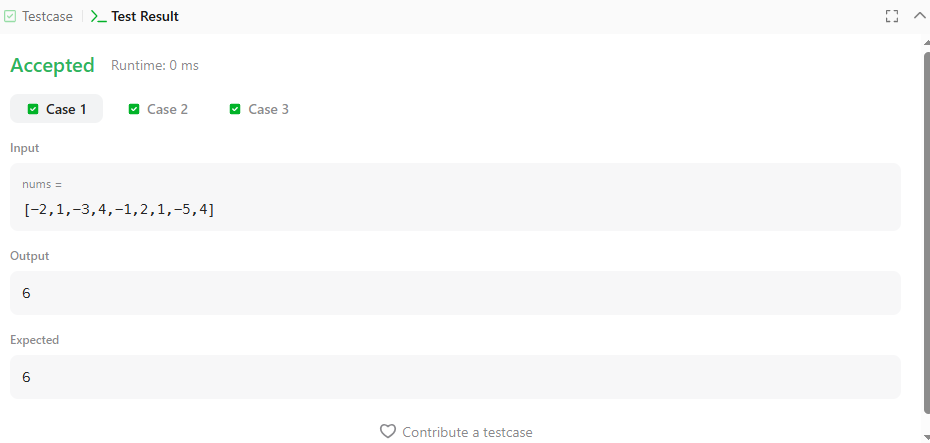 Testcase
Test Result
Accepted
Runtime: 0 ms
Case 1
Case 2
Case 3
Input
nums =
[−2,1,−3,4,−1,2,1,−5,4]
Output
6
Expected
6
Contribute a testcase